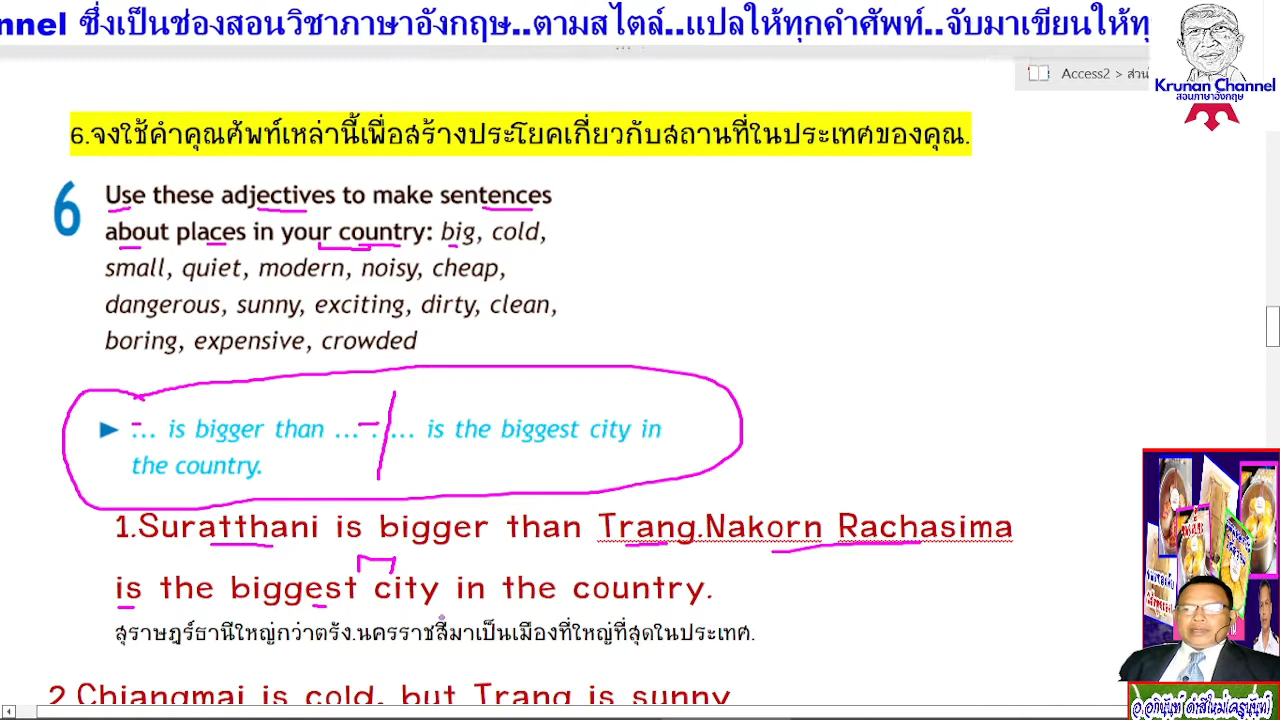 nnel ซึ่งเป็นช่องสอนวิชาภาษาอังกฤษ..ตามสไตล์..แปลให้ทุกคำศัพท์..จับมาเขียนให้ทุ
Access2 > ส่วน
Krunan Channel
สอนภาษาอังกฤษ
6.จงใช้คำคุณศัพท์เหล่านี้เพื่อสร้างประโยคเกี่ยวกับสถานที่ในประเทศของคุณ.
6 Use these adjectives to make sentences
about places in your country: big, cold,
small, quiet, modern, noisy, cheap,
dangerous, sunny, exciting, dirty, clean,
boring, expensive, crowded
... is bigger than ... . ... is the biggest city in
the country.
1.Suratthani is bigger than Trang.Nakorn Rachasima
is the biggest city in the country.
สุราษฎร์ธานีใหญ่กว่าตรัง.นครราชสีมาเป็นเมืองที่ใหญ่ที่สุดในประเทศ.
2.Chiangmai is cold, but Trang is sunny